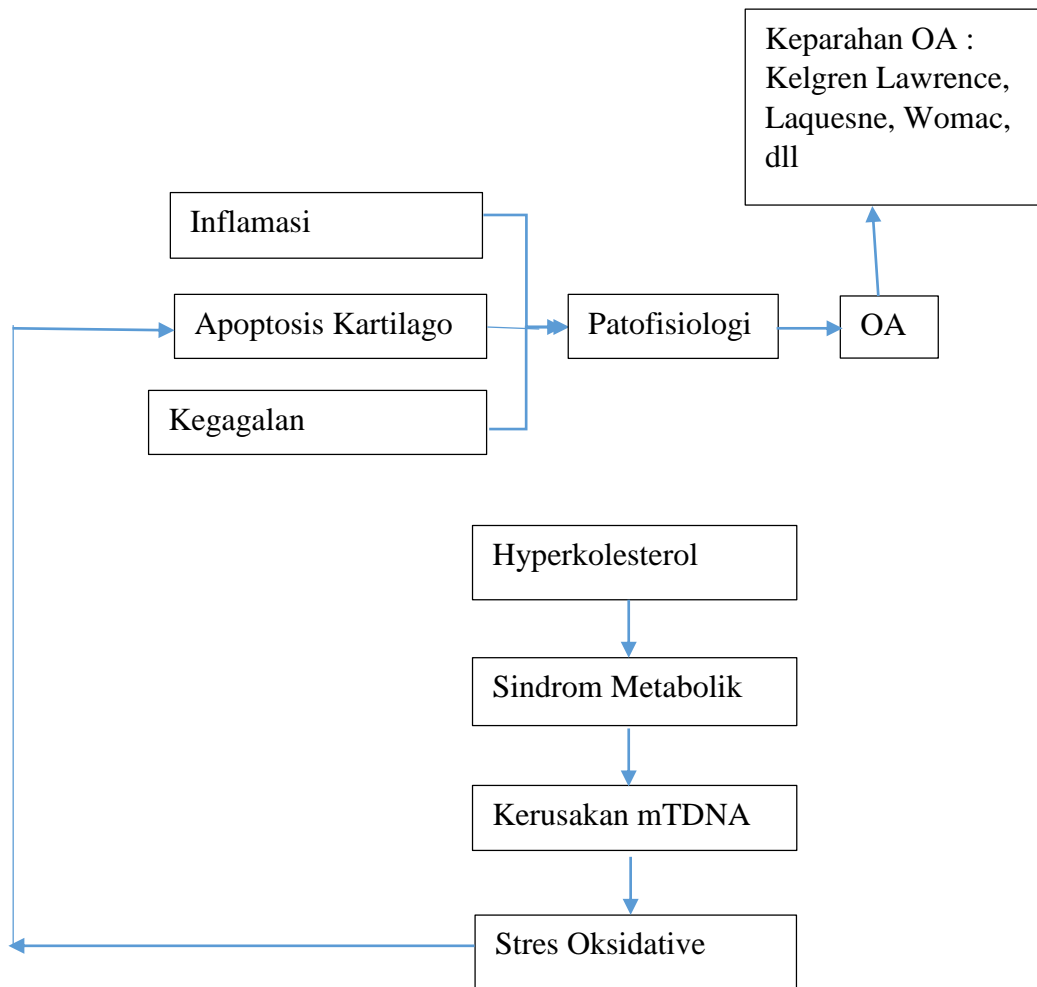 Keparahan OA :
Kelgren Lawrence,
Laquesne, Womac,
dll
Inflamasi
Apoptosis Kartilago
Patofisiologi
OA
Kegagalan
Hyperkolesterol
Sindrom Metabolik
Kerusakan mTDNA
Stres Oksidative